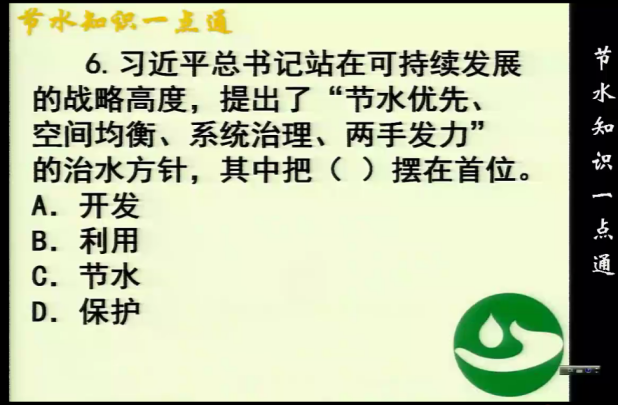 节水知识一点通
6.习近平总书记站在可持续发展
的战略高度，提出了“节水优先、
空间均衡、系统治理、两手发力”
的治水方针，其中把（ ）摆在首位。
A. 开发
B. 利用
C. 节水
D. 保护
节水知识一点通